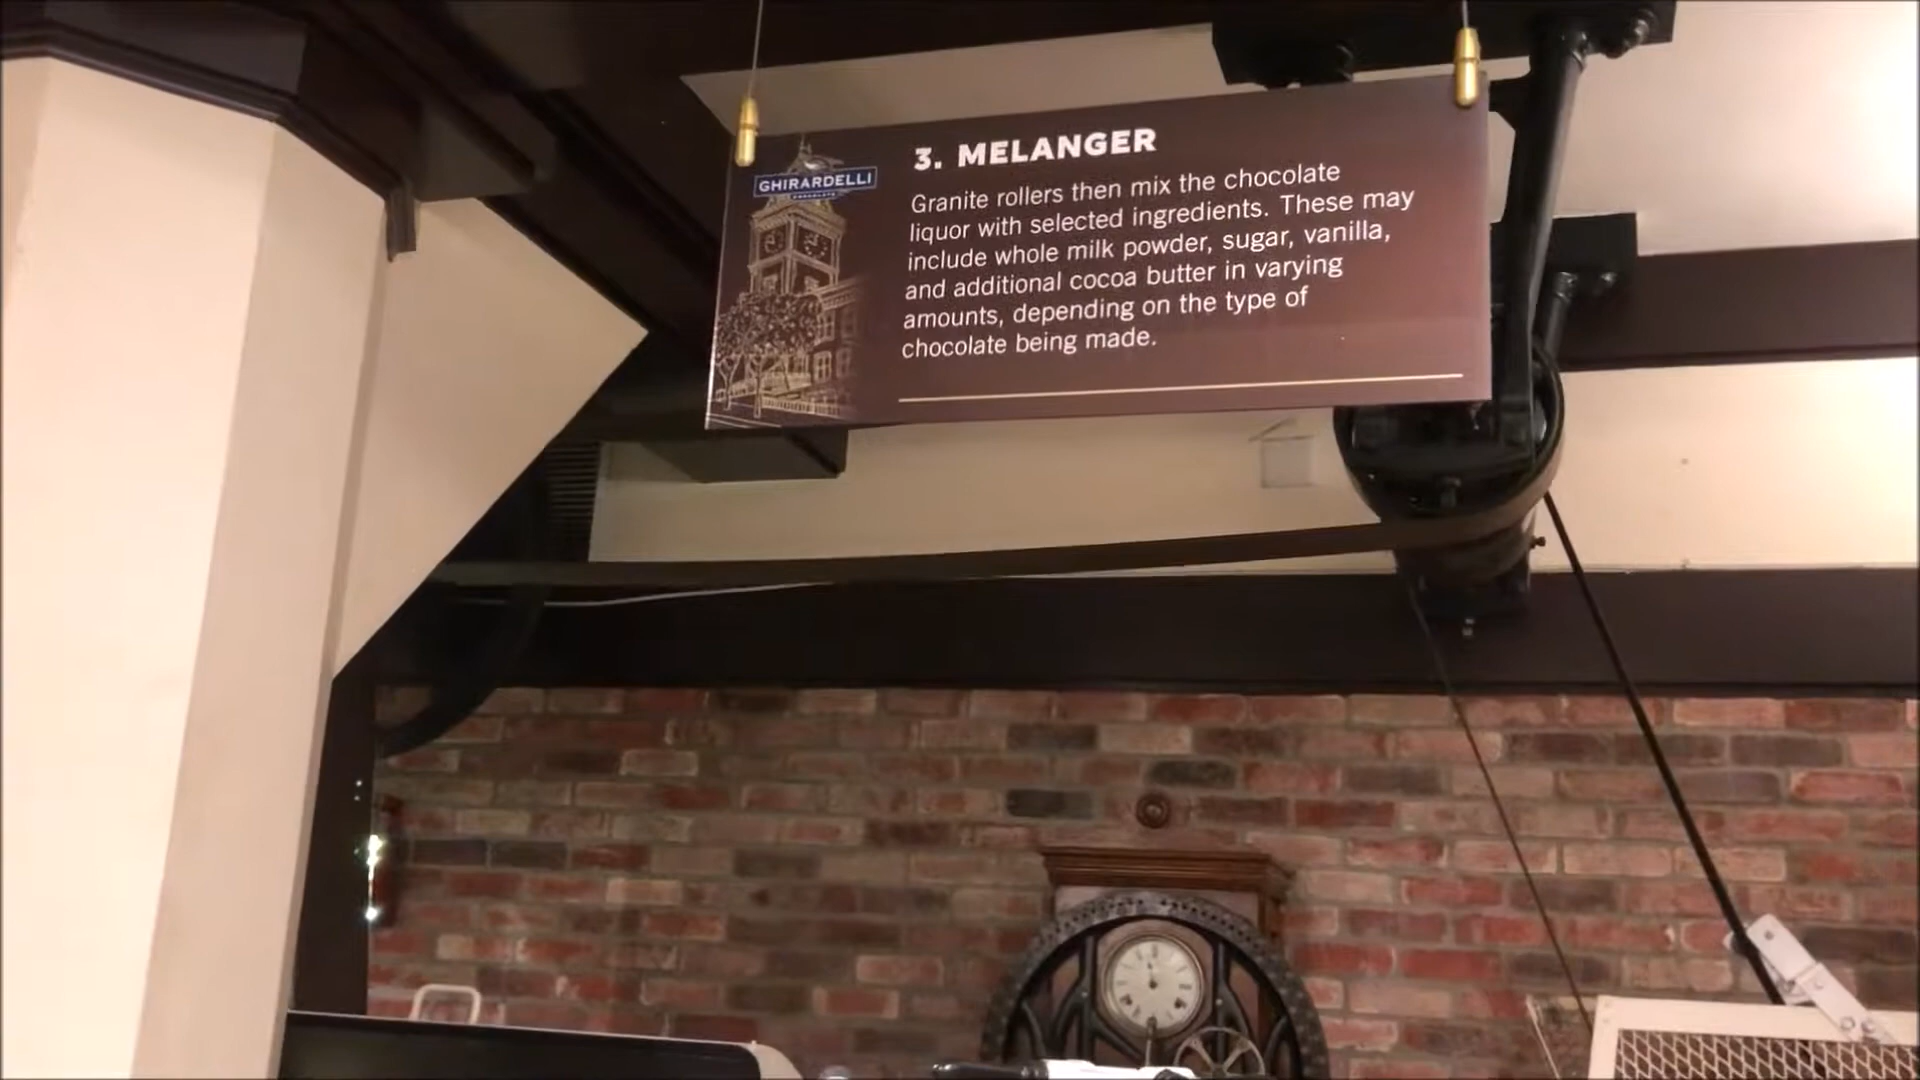 3. MELANGER
GHIRARDELLI
Granite rollers then mix the chocolate
liquor with selected ingredients. These may
include whole milk powder, sugar, vanilla,
and additional cocoa butter in varying
amounts, depending on the type of
chocolate being made.